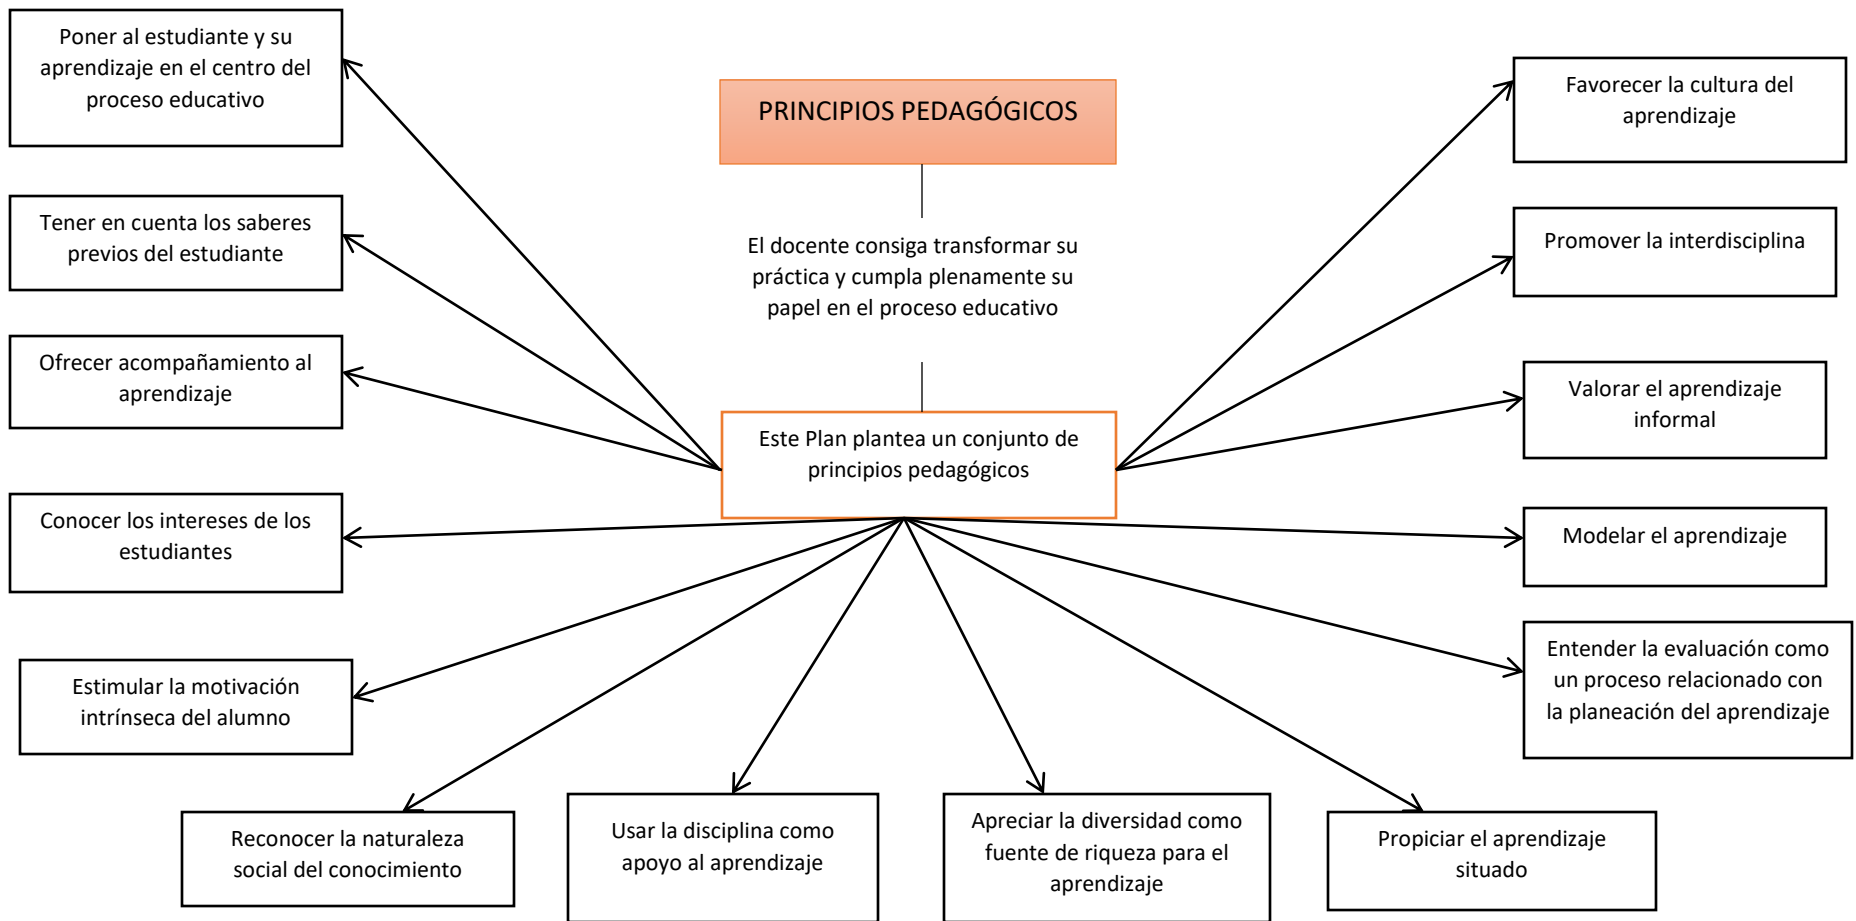 PRINCIPIOS PEDAGÓGICOS
El docente consiga transformar su
práctica y cumpla plenamente su
papel en el proceso educativo
Este Plan plantea un conjunto de
principios pedagógicos
Poner al estudiante y su
aprendizaje en el centro del
proceso educativo
Tener en cuenta los saberes
previos del estudiante
Ofrecer acompañamiento al
aprendizaje
Conocer los intereses de los
estudiantes
Estimular la motivación
intrínseca del alumno
Reconocer la naturaleza
social del conocimiento
Usar la disciplina como
apoyo al aprendizaje
Apreciar la diversidad como
fuente de riqueza para el
aprendizaje
Propiciar el aprendizaje
situado
Entender la evaluación como
un proceso relacionado con
la planeación del aprendizaje
Modelar el aprendizaje
Valorar el aprendizaje
informal
Promover la interdisciplina
Favorecer la cultura del
aprendizaje